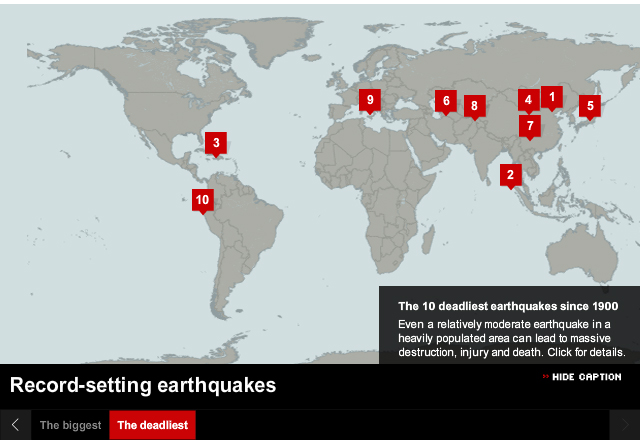 9
6
8
4
1
5
7
3
2
10
The 10 deadliest earthquakes since 1900
Even a relatively moderate earthquake in a
heavily populated area can lead to massive
destruction, injury and death. Click for details.
HIDE CAPTION
Record-setting earthquakes
The biggest
The deadliest